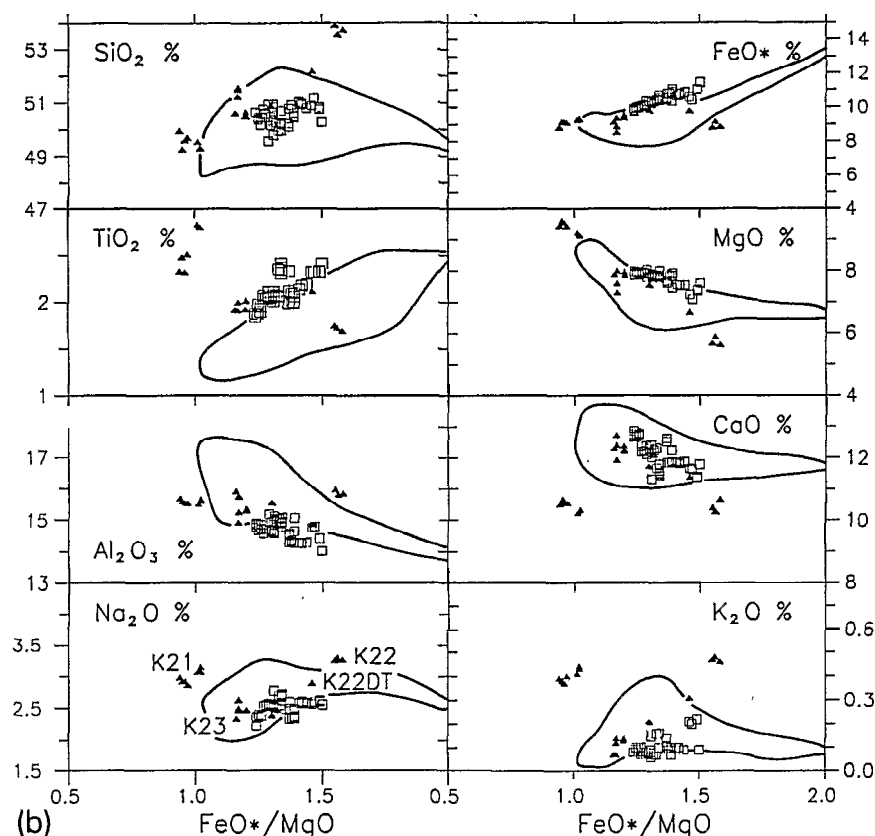 SiO₂ %
53
51
49
47
FeO* %
14
12
10
8
6
4
TiO₂ %
2
1
MgO %
8
6
4
Al₂O₃ %
17
15
13
CaO %
12
10
8
Na₂O %
3.5
2.5
1.5
K21
K22
K22DT
K23
K₂O %
0.6
0.3
0.0
0.5 1.0 1.5 0.5 1.0 1.5 2.0
(b) FeO*/MgO FeO*/MgO